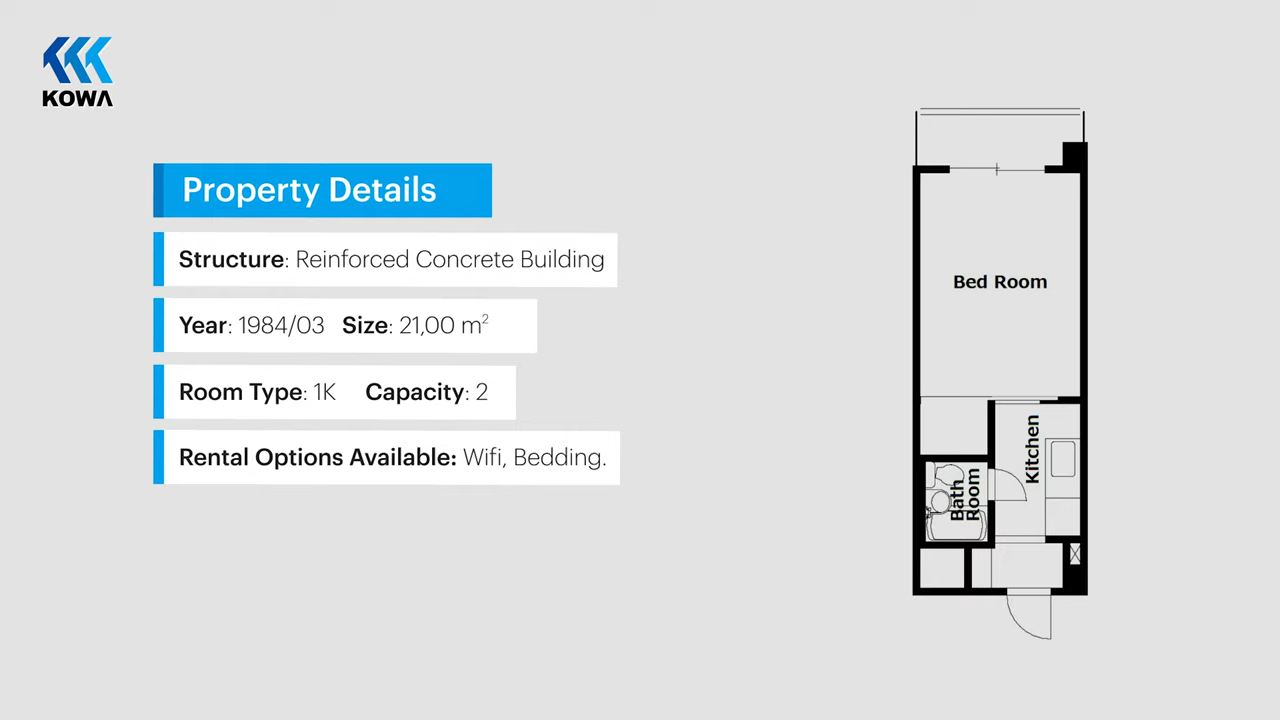 KOWA
Property Details
Structure: Reinforced Concrete Building
Year: 1984/03 Size: 21,00 m²
Room Type: 1K Capacity: 2
Rental Options Available: Wifi, Bedding.
Bed Room
Kitchen
Bath
Room